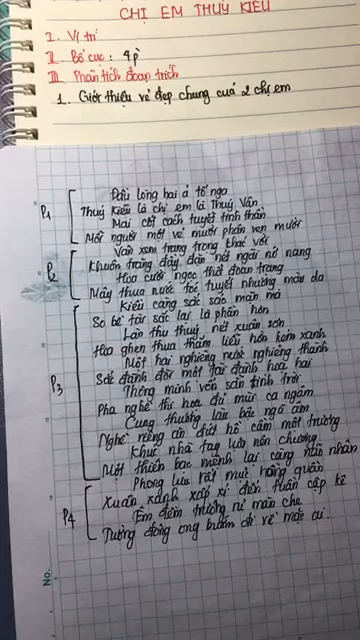 CHỊ EM THUÝ KIỀU
I. Vị trí
II. Bố cục: 4p
III Phân tích đoạn trích
1. Giới thiệu vẻ đẹp chung của 2 chị em
P1
Đầu lòng hai ả tố nga
Thuý Kiều là chị em là Thuý Vân
Mai cốt cách tuyết tinh thần
Mỗi người một vẻ mười phân vẹn mười
P2
Vân xem trang trọng khác vời
Khuôn trăng đầy đặn nét ngài nở nang
Hoa cười ngọc thốt đoan trang
Mây thua nước tóc tuyết nhường màu da
P3
Kiều càng sắc sảo mặn mà
So bề tài sắc lại là phần hơn
Làn thu thuỷ nét xuân sơn
Hoa ghen thua thắm liễu hờn kém xanh
Một hai nghiêng nước nghiêng thành
Sắc đành đòi một tài đành hoạ hai
Thông minh vốn sẵn tính trời
Pha nghề thi hoạ đủ mùi ca ngâm
Cung thương lầu bậc ngũ âm
Nghề riêng ăn đứt hồ cầm một trương
Khúc nhà tay lựa nên chương
Một thiên bạc mệnh lại càng não nhân
P4
Phong lưu rất mực hồng quần
Xuân xanh xấp xỉ đến tuần cập kê
Êm đềm trướng rủ màn che
Tường đông ong bướm đi về mặc ai.
No.